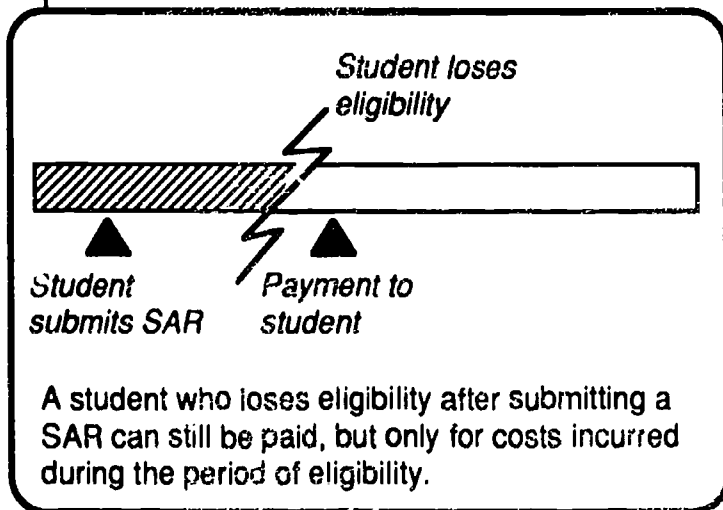 Student loses
eligibility
Student
submits SAR
Payment to
student
A student who loses eligibility after submitting a
SAR can still be paid, but only for costs incurred
during the period of eligibility.